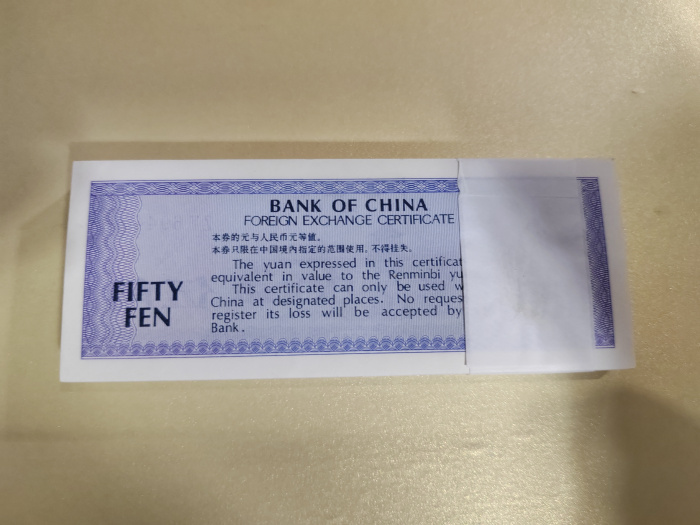 BANK OF CHINA
FOREIGN EXCHANGE CERTIFICATE
本券的元与人民币元等值。
本券只限在中国境内指定的范围使用，不得挂失。
The yuan expressed in this certificat
equivalent in value to the Renminbi yu
This certificate can only be used w
China at designated places. No reques
register its loss will be accepted by
Bank.
FIFTY
FEN